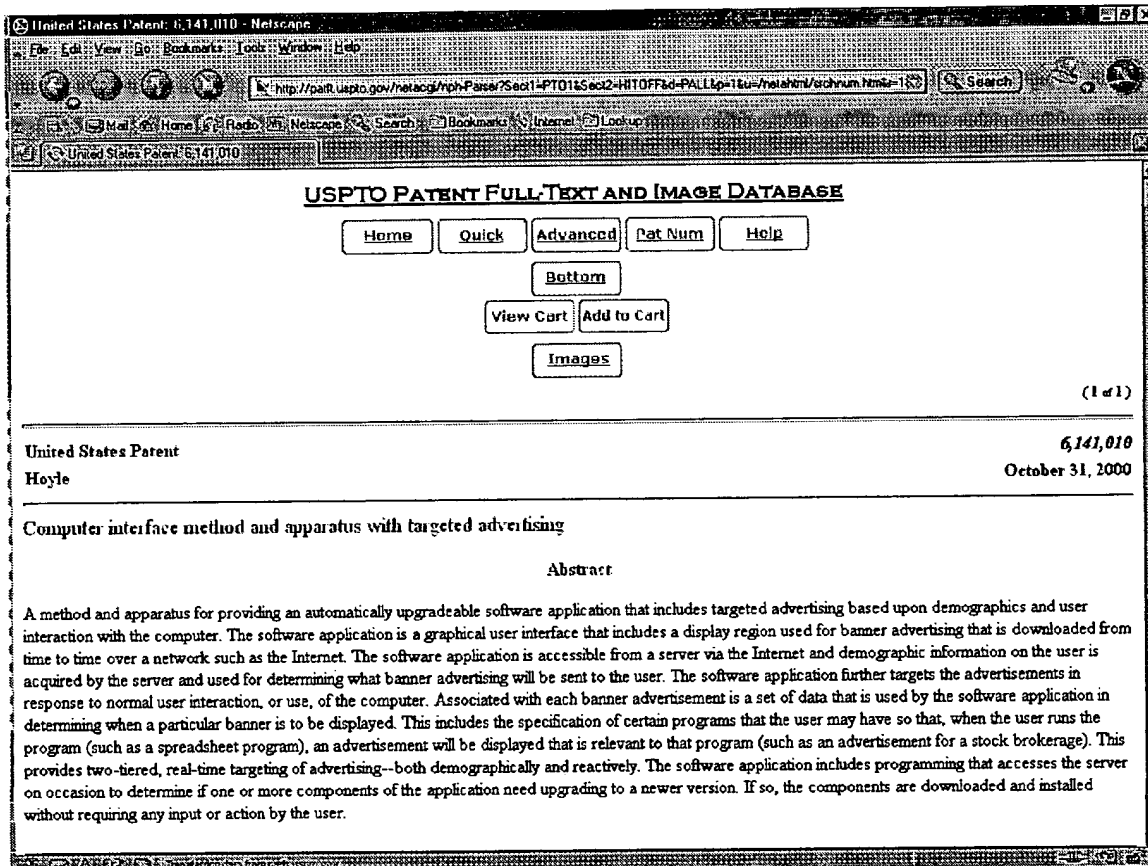 United States Patent: 6,141,010 - Netscape
File Edit View Go Bookmarks Tools Window Help
http://patft.uspto.gov/netacgi/nph-Parser?Sect1=PTO1&Sect2=HITOFF&d=PALL&p=1&u=/netahtml/srchnum.htm&r=1 Search
Mail Home Radio Netscape Search Bookmarks Internet Lookup
United States Patent: 6,141,010
USPTO PATENT FULL-TEXT AND IMAGE DATABASE
Home Quick Advanced Pat Num Help
Bottom
View Cart Add to Cart
Images
(1 of 1)
United States Patent 6,141,010
Hoyle October 31, 2000
Computer interface method and apparatus with targeted advertising
Abstract
A method and apparatus for providing an automatically upgradeable software application that includes targeted advertising based upon demographics and user
interaction with the computer. The software application is a graphical user interface that includes a display region used for banner advertising that is downloaded from
time to time over a network such as the Internet. The software application is accessible from a server via the Internet and demographic information on the user is
acquired by the server and used for determining what banner advertising will be sent to the user. The software application further targets the advertisements in
response to normal user interaction, or use, of the computer. Associated with each banner advertisement is a set of data that is used by the software application in
determining when a particular banner is to be displayed. This includes the specification of certain programs that the user may have so that, when the user runs the
program (such as a spreadsheet program), an advertisement will be displayed that is relevant to that program (such as an advertisement for a stock brokerage). This
provides two-tiered, real-time targeting of advertising--both demographically and reactively. The software application includes programming that accesses the server
on occasion to determine if one or more components of the application need upgrading to a newer version. If so, the components are downloaded and installed
without requiring any input or action by the user.